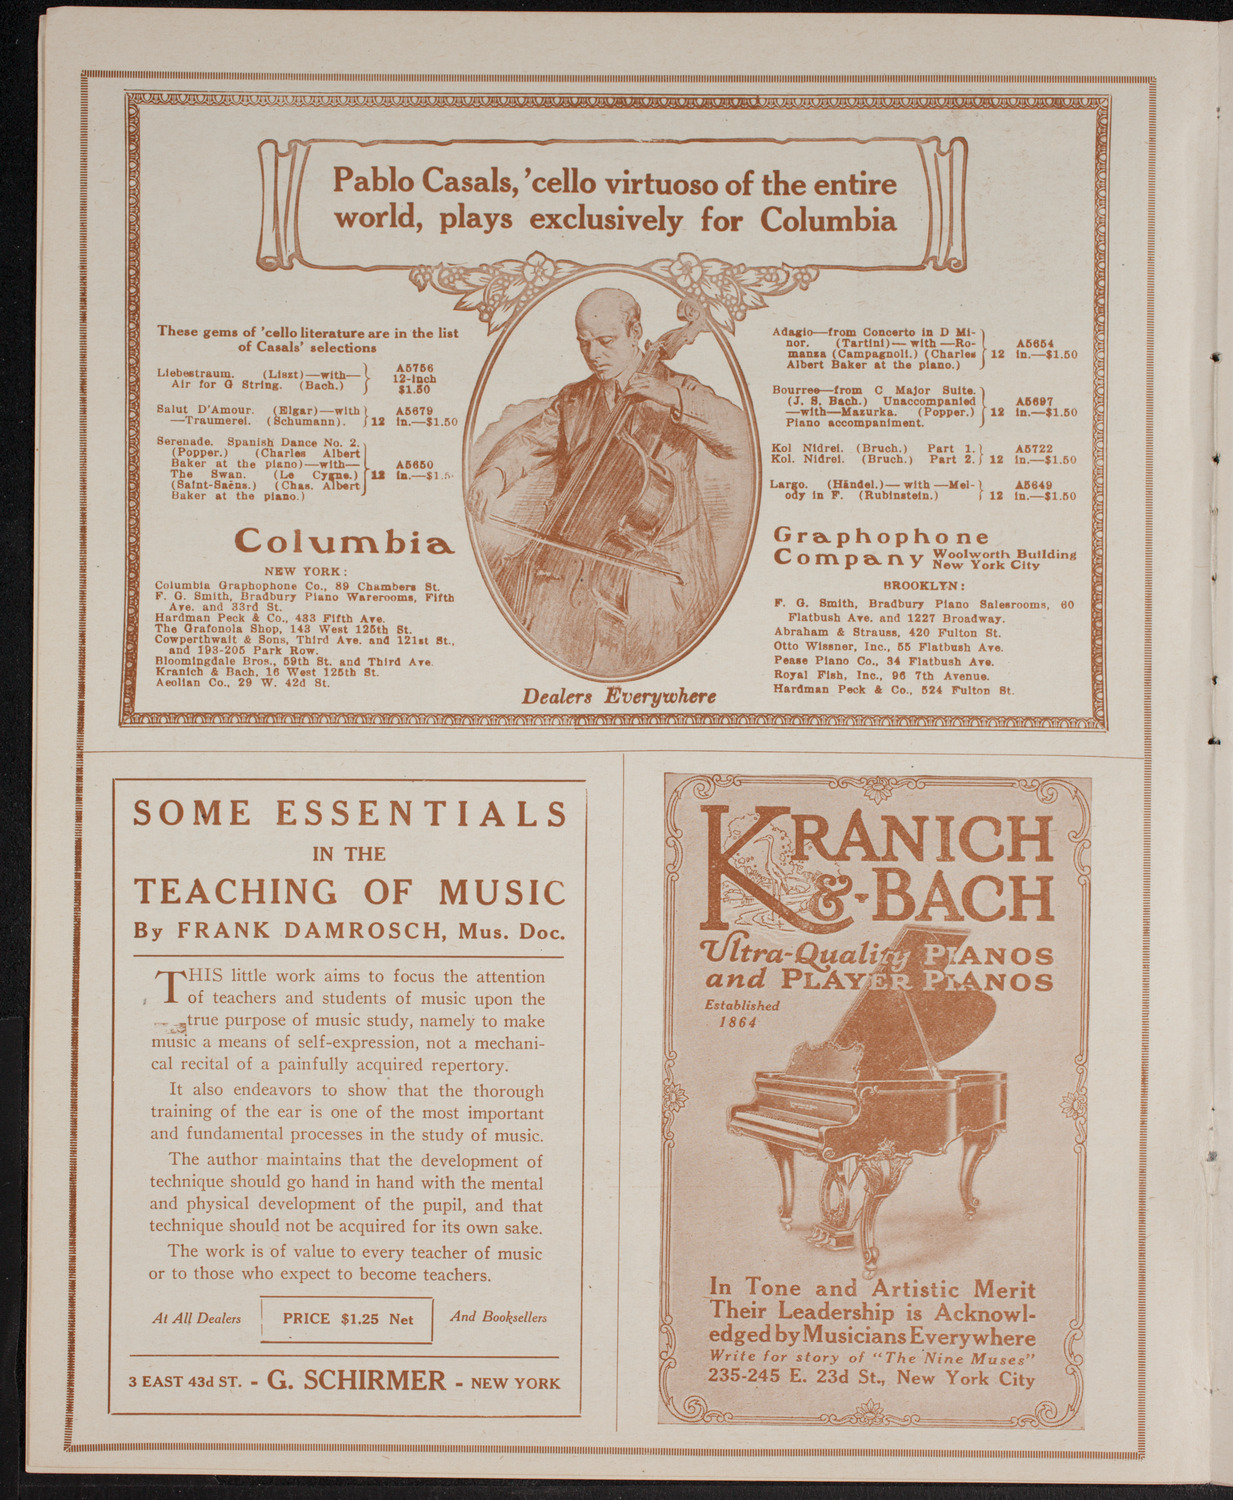 Pablo Casals, 'cello virtuoso of the entire
world, plays exclusively for Columbia
These gems of 'cello literature are in the list
of Casals' selections
Liebestraum. (Liszt)—with—
Air for G String. (Bach.)
A5756
12-inch
$1.50
Salut D'Amour. (Elgar)—with
—Traumerei. (Schumann).
A5679
12 in.—$1.50
Serenade. Spanish Dance No. 2.
(Popper.) (Charles Albert
Baker at the piano)—with—
The Swan. (Le Cygne.)
(Saint-Saëns.) (Chas. Albert
Baker at the piano.)
A5650
12 in.—$1.5
Adagio—from Concerto in D Mi-
nor. (Tartini)— with —Ro-
manza (Campagnoli.) (Charles
Albert Baker at the piano.)
A5654
12 in.—$1.50
Bourree—from C Major Suite.
(J. S. Bach.) Unaccompanied
—with—Mazurka. (Popper.)
Piano accompaniment.
A5697
12 in.—$1.50
Kol Nidrei. (Bruch.) Part 1.
Kol. Nidrei. (Bruch.) Part 2.
A5722
12 in.—$1.50
Largo. (Händel.)— with —Mel-
ody in F. (Rubinstein.)
A5649
12 in.—$1.50
Columbia
NEW YORK:
Columbia Graphophone Co., 89 Chambers St.
F. G. Smith, Bradbury Piano Warerooms, Fifth
Ave. and 33rd St.
Hardman Peck & Co., 433 Fifth Ave.
The Grafonola Shop, 143 West 125th St.
Cowperthwait & Sons, Third Ave. and 121st St.,
and 193-205 Park Row.
Bloomingdale Bros., 59th St. and Third Ave.
Kranich & Bach, 16 West 125th St.
Aeolian Co., 29 W. 42d St.
Graphophone
Company Woolworth Building
New York City
BROOKLYN:
F. G. Smith, Bradbury Piano Salesrooms, 60
Flatbush Ave. and 1227 Broadway.
Abraham & Strauss, 420 Fulton St.
Otto Wissner, Inc., 55 Flatbush Ave.
Pease Piano Co., 34 Flatbush Ave.
Royal Fish, Inc., 96 7th Avenue.
Hardman Peck & Co., 524 Fulton St.
Dealers Everywhere
SOME ESSENTIALS
IN THE
TEACHING OF MUSIC
By FRANK DAMROSCH, Mus. Doc.
THIS little work aims to focus the attention
of teachers and students of music upon the
true purpose of music study, namely to make
music a means of self-expression, not a mechani-
cal recital of a painfully acquired repertory.
It also endeavors to show that the thorough
training of the ear is one of the most important
and fundamental processes in the study of music.
The author maintains that the development of
technique should go hand in hand with the mental
and physical development of the pupil, and that
technique should not be acquired for its own sake.
The work is of value to every teacher of music
or to those who expect to become teachers.
At All Dealers PRICE $1.25 Net And Booksellers
3 EAST 43d ST. - G. SCHIRMER - NEW YORK
KRANICH
&-BACH
Ultra-Quality PIANOS
and PLAYER PIANOS
Established
1864
In Tone and Artistic Merit
Their Leadership is Acknowl-
edged by Musicians Everywhere
Write for story of "The Nine Muses"
235-245 E. 23d St., New York City